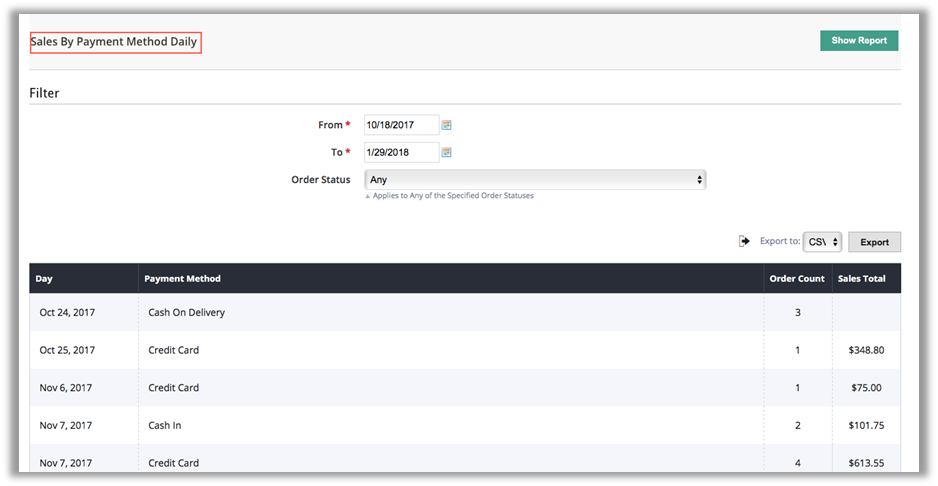 Sales By Payment Method Daily
Show Report
Filter
From *
10/18/2017
To *
1/29/2018
Order Status
Any
Applies to Any of the Specified Order Statuses
Export to: CSV Export
Day Payment Method Order Count Sales Total
Oct 24, 2017 Cash On Delivery 3
Oct 25, 2017 Credit Card 1 $348.80
Nov 6, 2017 Credit Card 1 $75.00
Nov 7, 2017 Cash In 2 $101.75
Nov 7, 2017 Credit Card 4 $613.55